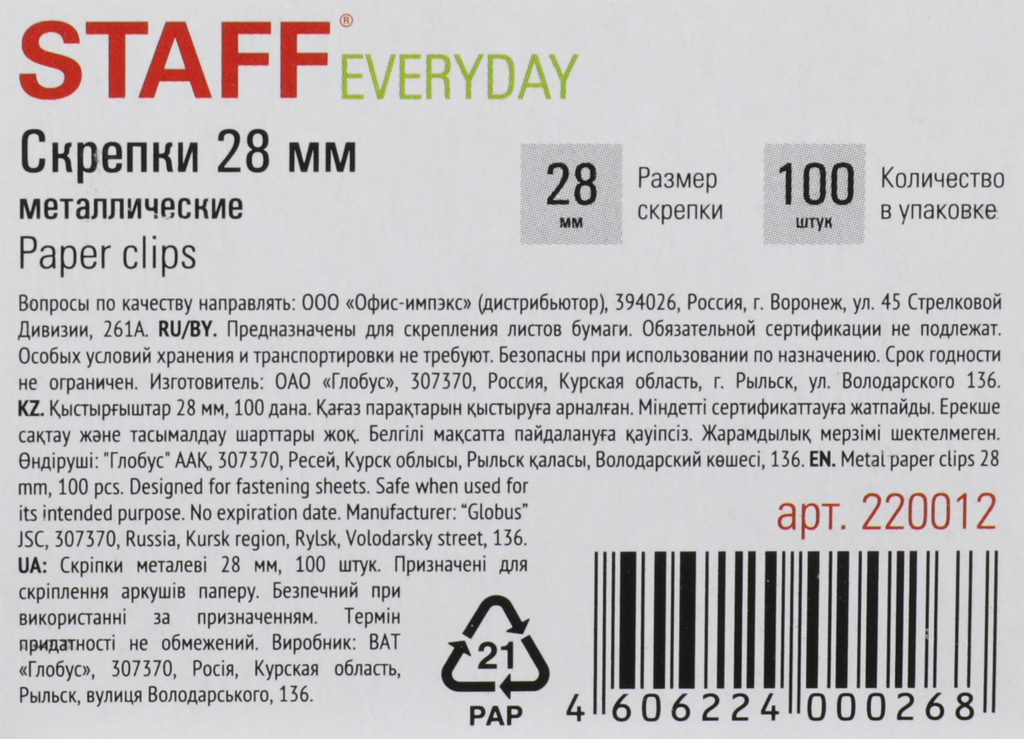 STAFF® EVERYDAY
Скрепки 28 мм
металлические
Paper clips
28
мм
Размер
скрепки
100
штук
Количество
в упаковке
Вопросы по качеству направлять: ООО «Офис-импэкс» (дистрибьютор), 394026, Россия, г. Воронеж, ул. 45 Стрелковой
Дивизии, 261А. RU/BY. Предназначены для скрепления листов бумаги. Обязательной сертификации не подлежат.
Особых условий хранения и транспортировки не требуют. Безопасны при использовании по назначению. Срок годности
не ограничен. Изготовитель: ОАО «Глобус», 307370, Россия, Курская область, г. Рыльск, ул. Володарского 136.
KZ. Қыстырғыштар 28 мм, 100 дана. Қағаз парақтарын қыстыруға арналған. Міндетті сертификаттауға жатпайды. Ерекше
сақтау және тасымалдау шарттары жоқ. Белгілі мақсатта пайдалануға қауіпсіз. Жарамдылық мерзімі шектелмеген.
Өндіруші: "Глобус" ААҚ, 307370, Ресей, Курск облысы, Рыльск қаласы, Володарский көшесі, 136. EN. Metal paper clips 28
mm, 100 pcs. Designed for fastening sheets. Safe when used for
its intended purpose. No expiration date. Manufacturer: “Globus”
JSC, 307370, Russia, Kursk region, Rylsk, Volodarsky street, 136.
UA: Скріпки металеві 28 мм, 100 штук. Призначені для
скріплення аркушів паперу. Безпечний при
використанні за призначенням. Термін
придатності не обмежений. Виробник: ВАТ
«Глобус», 307370, Росія, Курская область,
Рыльск, вулиця Володарського, 136.
арт. 220012
21
PAP
4 606224 000268